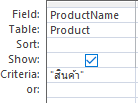 Field: ProductName
Table: Product
Sort:
Show:
Criteria: "สินค้า"
or: